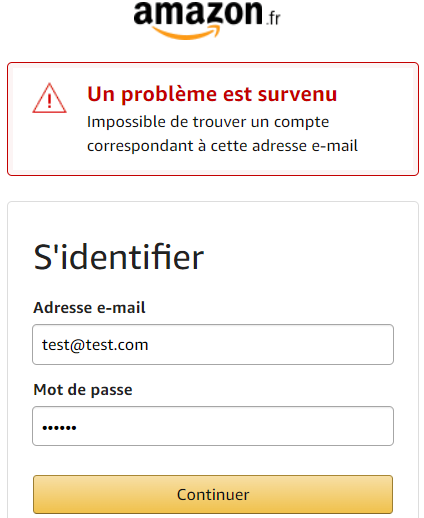 amazon.fr
Un problème est survenu
Impossible de trouver un compte
correspondant à cette adresse e-mail
S'identifier
Adresse e-mail
test@test.com
Mot de passe
••••••
Continuer